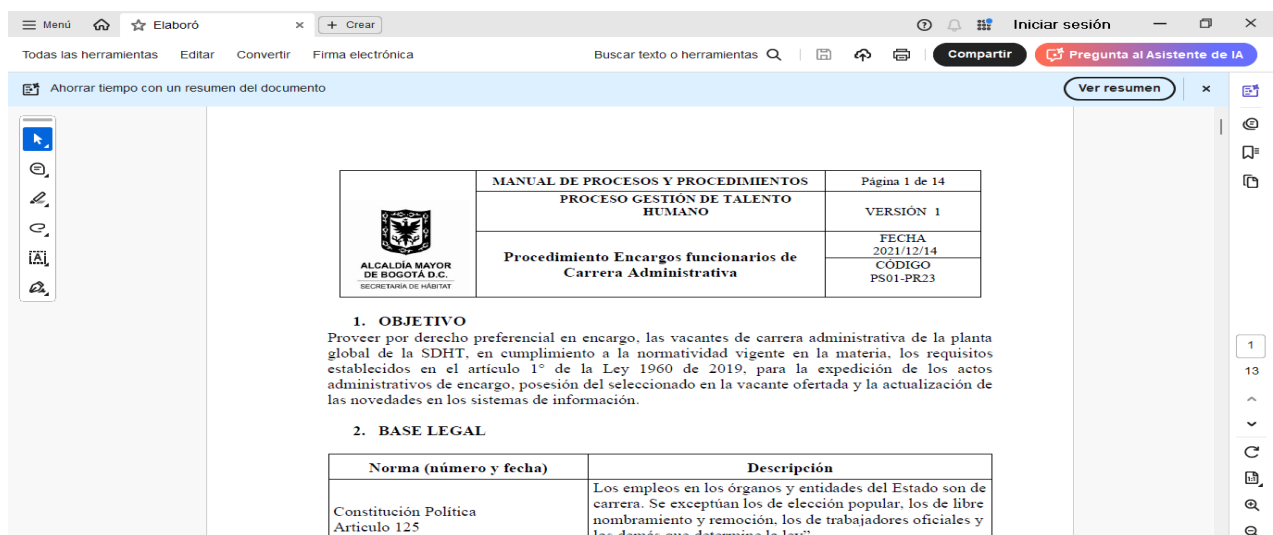 Menú
Elaboró
×
+ Crear
Iniciar sesión
Todas las herramientas Editar Convertir Firma electrónica
Buscar texto o herramientas
Compartir
Pregunta al Asistente de IA
Ahorrar tiempo con un resumen del documento
Ver resumen
×
MANUAL DE PROCESOS Y PROCEDIMIENTOS
Página 1 de 14
PROCESO GESTIÓN DE TALENTO
HUMANO
VERSIÓN 1
Procedimiento Encargos funcionarios de
Carrera Administrativa
FECHA
2021/12/14
CÓDIGO
PS01-PR23
ALCALDÍA MAYOR
DE BOGOTÁ D.C.
SECRETARÍA DE HÁBITAT
1. OBJETIVO
Proveer por derecho preferencial en encargo, las vacantes de carrera administrativa de la planta
global de la SDHT, en cumplimiento a la normatividad vigente en la materia, los requisitos
establecidos en el artículo 1° de la Ley 1960 de 2019, para la expedición de los actos
administrativos de encargo, posesión del seleccionado en la vacante ofertada y la actualización de
las novedades en los sistemas de información.
2. BASE LEGAL
Norma (número y fecha)
Descripción
Constitución Política
Articulo 125
Los empleos en los órganos y entidades del Estado son de
carrera. Se exceptúan los de elección popular, los de libre
nombramiento y remoción, los de trabajadores oficiales y
los demás que determine la ley"
1
13